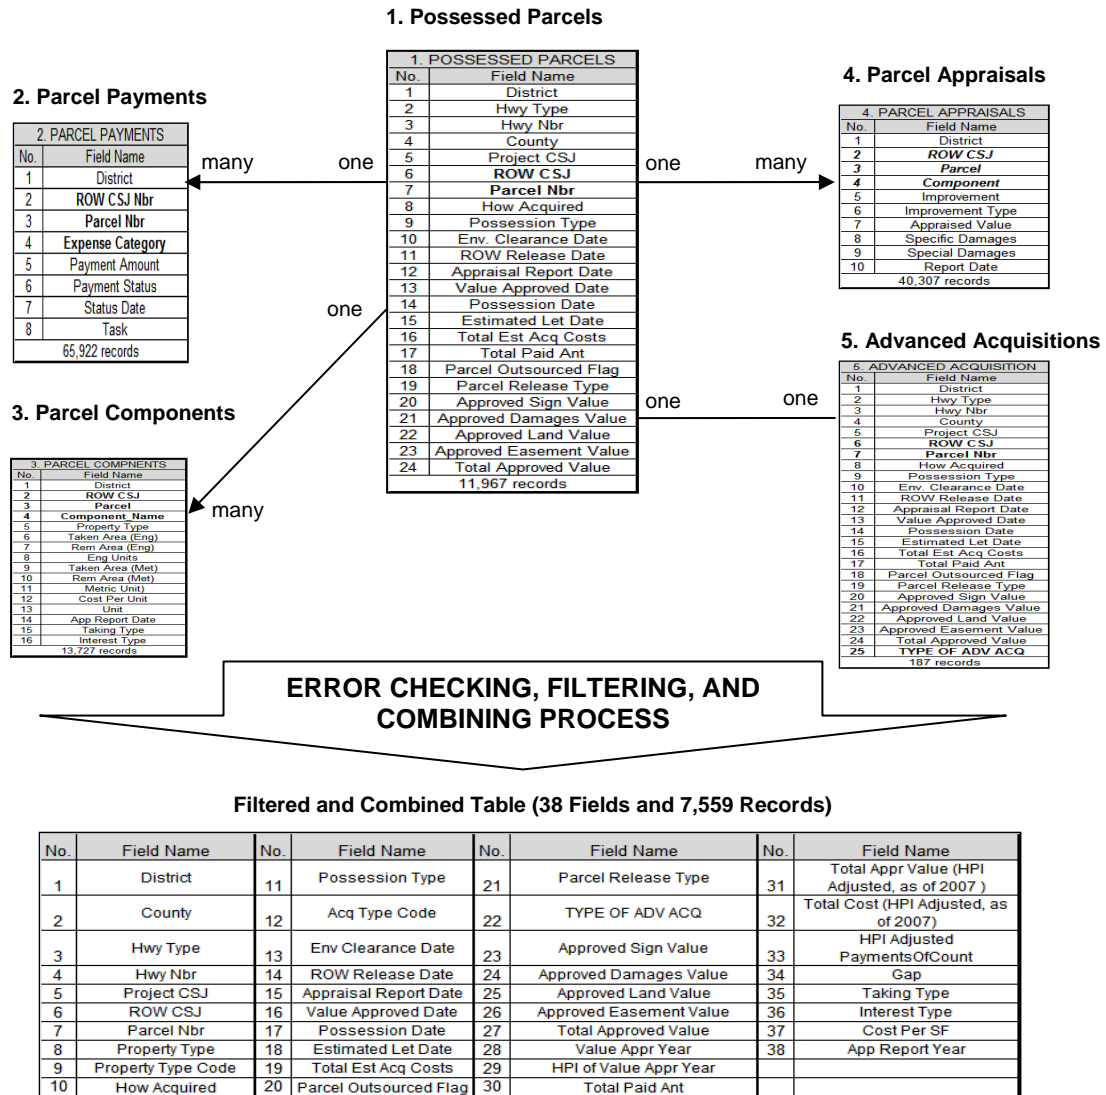 1. Possessed Parcels
1. POSSESSED PARCELS
No. Field Name
1 District
2 Hwy Type
3 Hwy Nbr
4 County
5 Project CSJ
6 ROW CSJ
7 Parcel Nbr
8 How Acquired
9 Possession Type
10 Env. Clearance Date
11 ROW Release Date
12 Appraisal Report Date
13 Value Approved Date
14 Possession Date
15 Estimated Let Date
16 Total Est Acq Costs
17 Total Paid Ant
18 Parcel Outsourced Flag
19 Parcel Release Type
20 Approved Sign Value
21 Approved Damages Value
22 Approved Land Value
23 Approved Easement Value
24 Total Approved Value
11,967 records
2. Parcel Payments
2. PARCEL PAYMENTS
No. Field Name
1 District
2 ROW CSJ Nbr
3 Parcel Nbr
4 Expense Category
5 Payment Amount
6 Payment Status
7 Status Date
8 Task
65,922 records
many one
one many
4. Parcel Appraisals
4. PARCEL APPRAISALS
No. Field Name
1 District
2 ROW CSJ
3 Parcel
4 Component
5 Improvement
6 Improvement Type
7 Appraised Value
8 Specific Damages
9 Special Damages
10 Report Date
40,307 records
one
many
3. Parcel Components
3. PARCEL COMPNENTS
No. Field Name
1 District
2 ROW CSJ
3 Parcel
4 Component_Name
5 Property Type
6 Taken Area (Eng)
7 Rem Area (Eng)
8 Eng Units
9 Taken Area (Met)
10 Rem Area (Met)
11 Metric Unit)
12 Cost Per Unit
13 Unit
14 App Report Date
15 Taking Type
16 Interest Type
13,727 records
one one
5. Advanced Acquisitions
5. ADVANCED ACQUISITION
No. Field Name
1 District
2 Hwy Type
3 Hwy Nbr
4 County
5 Project CSJ
6 ROW CSJ
7 Parcel Nbr
8 How Acquired
9 Possession Type
10 Env. Clearance Date
11 ROW Release Date
12 Appraisal Report Date
13 Value Approved Date
14 Possession Date
15 Estimated Let Date
16 Total Est Acq Costs
17 Total Paid Ant
18 Parcel Outsourced Flag
19 Parcel Release Type
20 Approved Sign Value
21 Approved Damages Value
22 Approved Land Value
23 Approved Easement Value
24 Total Approved Value
25 TYPE OF ADV ACQ
187 records
ERROR CHECKING, FILTERING, AND
COMBINING PROCESS
Filtered and Combined Table (38 Fields and 7,559 Records)
No. Field Name No. Field Name No. Field Name No. Field Name
1 District 11 Possession Type 21 Parcel Release Type 31 Total Appr Value (HPI
Adjusted, as of 2007 )
2 County 12 Acq Type Code 22 TYPE OF ADV ACQ 32 Total Cost (HPI Adjusted, as
of 2007)
3 Hwy Type 13 Env Clearance Date 23 Approved Sign Value 33 HPI Adjusted
PaymentsOfCount
4 Hwy Nbr 14 ROW Release Date 24 Approved Damages Value 34 Gap
5 Project CSJ 15 Appraisal Report Date 25 Approved Land Value 35 Taking Type
6 ROW CSJ 16 Value Approved Date 26 Approved Easement Value 36 Interest Type
7 Parcel Nbr 17 Possession Date 27 Total Approved Value 37 Cost Per SF
8 Property Type 18 Estimated Let Date 28 Value Appr Year 38 App Report Year
9 Property Type Code 19 Total Est Acq Costs 29 HPI of Value Appr Year
10 How Acquired 20 Parcel Outsourced Flag 30 Total Paid Ant